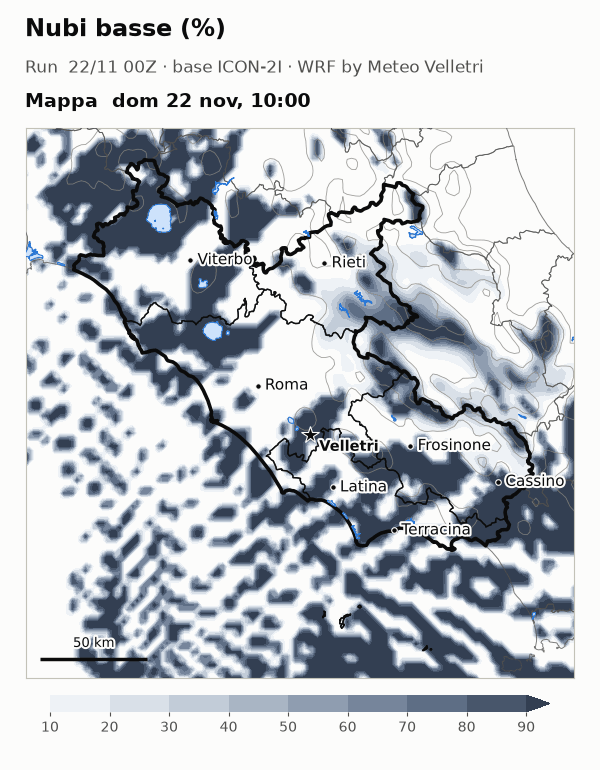 Nubi basse (%)
Run  22/11 00Z · base ICON-2I · WRF by Meteo Velletri
Mappa  dom 22 nov, 10:00
Viterbo
Rieti
Roma
Velletri
Frosinone
Cassino
Latina
Terracina
50 km
10 20 30 40 50 60 70 80 90